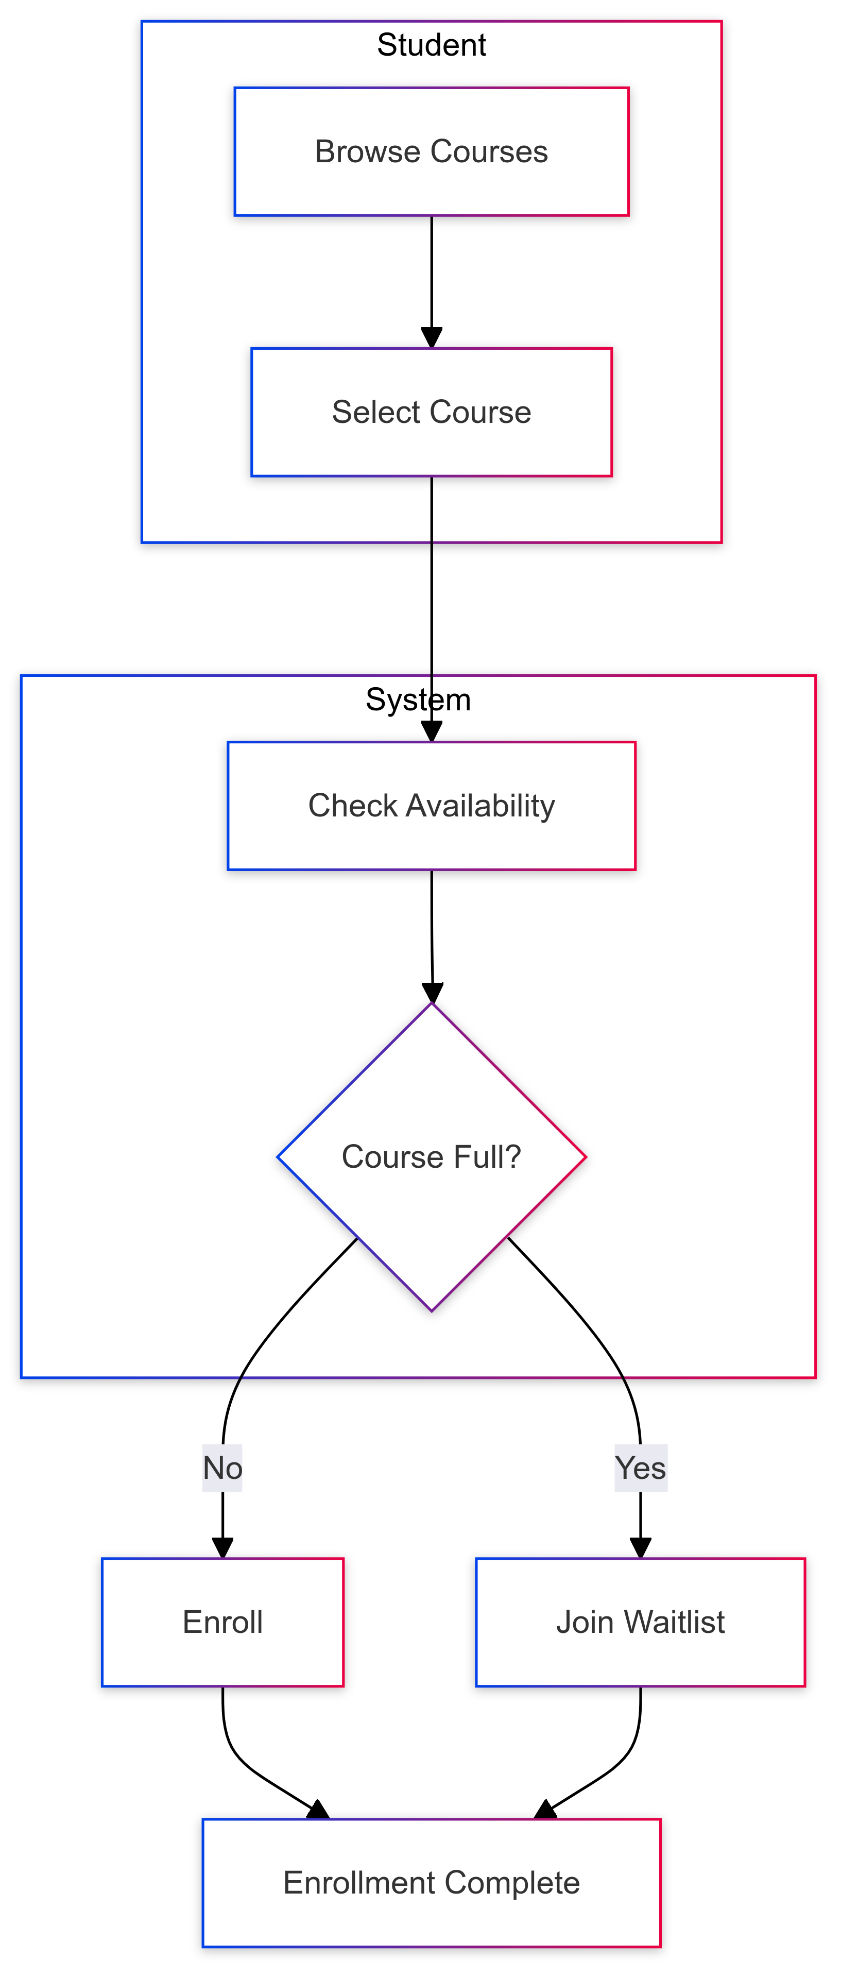 Student
Browse Courses
Select Course
System
Check Availability
Course Full?
No
Yes
Enroll
Join Waitlist
Enrollment Complete